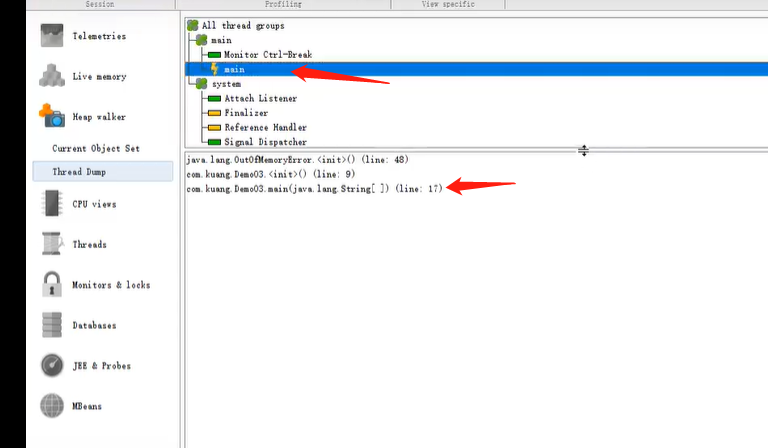 Session Profiling View specific
Telemetries
Live memory
Heap walker
Current Object Set
Thread Dump
CPU views
Threads
Monitors & locks
Databases
JEE & Probes
MBeans
All thread groups
main
Monitor Ctrl-Break
main
system
Attach Listener
Finalizer
Reference Handler
Signal Dispatcher
java.lang.OutOfMemoryError.<init>() (line: 48)
com.kuang.Demo03.<init>() (line: 9)
com.kuang.Demo03.main(java.lang.String[ ]) (line: 17)